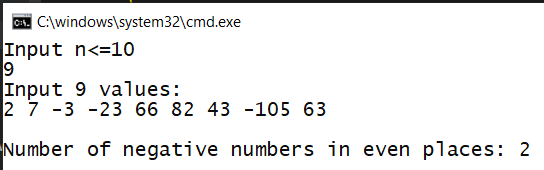 C:\windows\system32\cmd.exe
Input n<=10
9
Input 9 values:
2 7 -3 -23 66 82 43 -105 63
Number of negative numbers in even places: 2